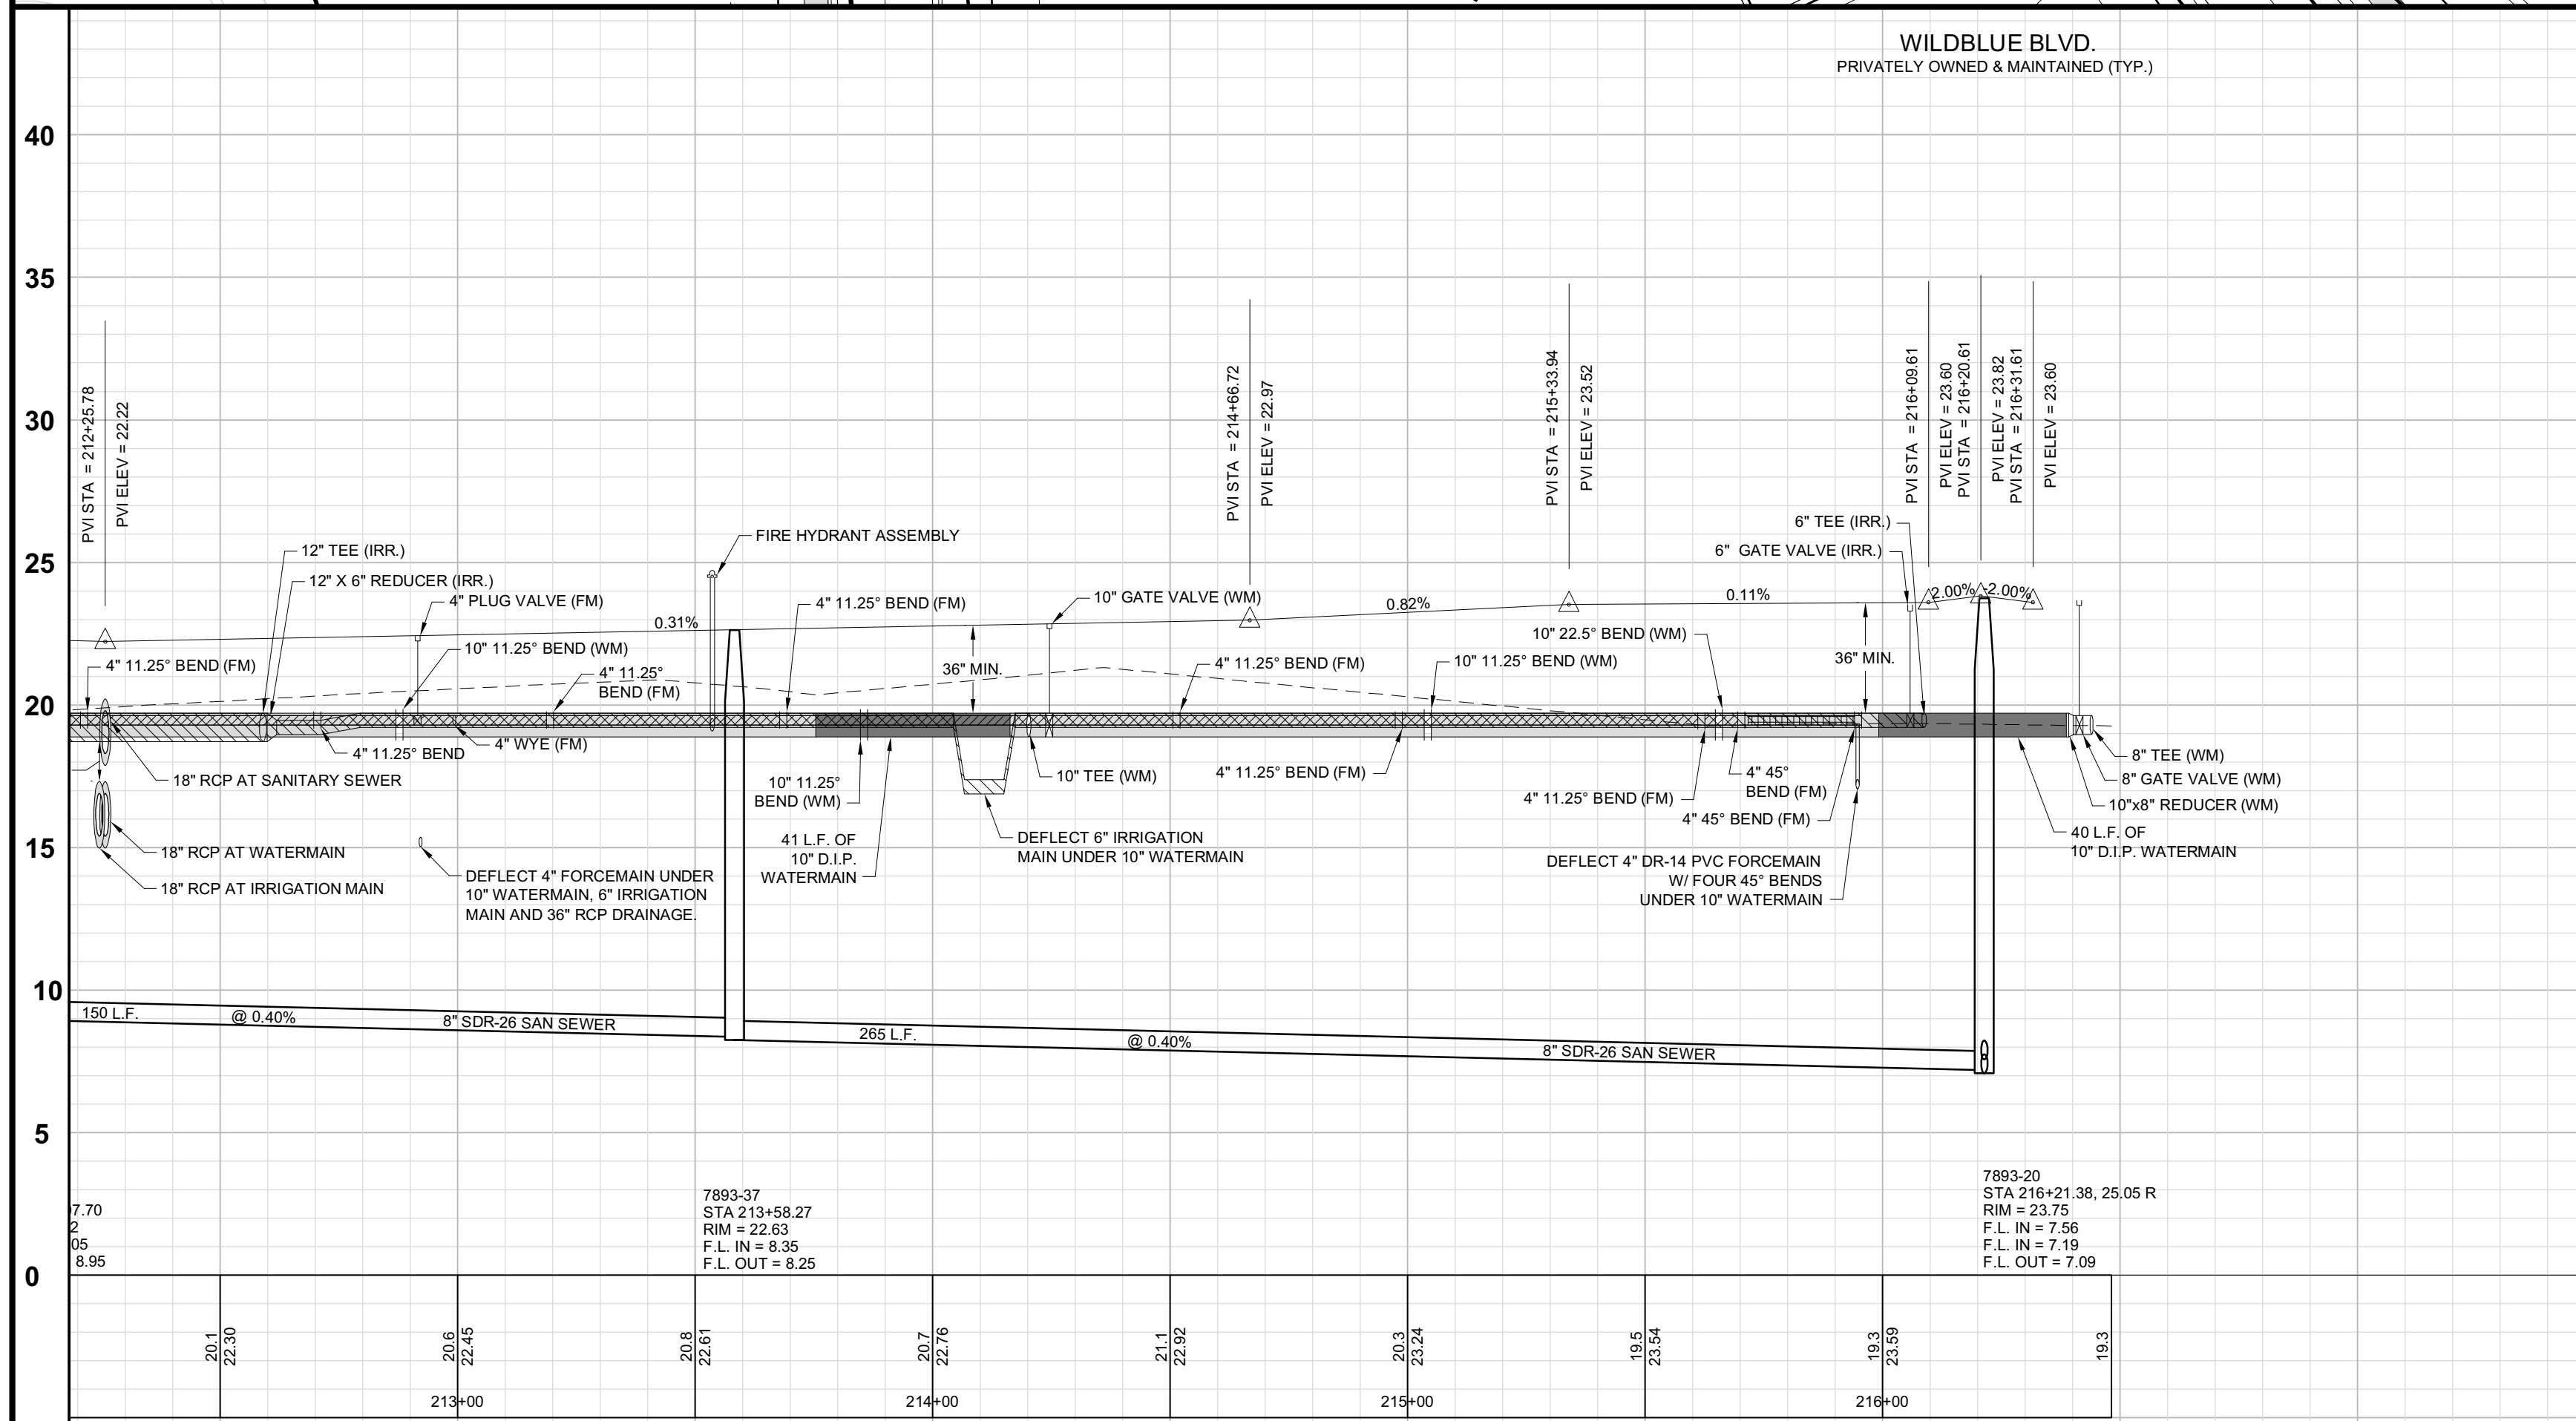 WILDBLUE BLVD.
PRIVATELY OWNED & MAINTAINED (TYP.)
40
35
30
25
20
15
10
5
0
PVI STA = 212+25.78
PVI ELEV = 22.22
PVI STA = 214+66.72
PVI ELEV = 22.97
PVI STA = 215+33.94
PVI ELEV = 23.52
PVI STA = 216+09.61
PVI ELEV = 23.60
PVI STA = 216+20.61
PVI ELEV = 23.82
PVI STA = 216+31.61
PVI ELEV = 23.60
12" TEE (IRR.)
12" X 6" REDUCER (IRR.)
4" PLUG VALVE (FM)
FIRE HYDRANT ASSEMBLY
0.31%
4" 11.25° BEND (FM)
10" GATE VALVE (WM)
0.82%
0.11%
6" TEE (IRR.)
6" GATE VALVE (IRR.)
2.00%
-2.00%
4" 11.25° BEND (FM)
10" 11.25° BEND (WM)
4" 11.25°
BEND (FM)
36" MIN.
4" 11.25° BEND (FM)
10" 11.25° BEND (WM)
10" 22.5° BEND (WM)
36" MIN.
4" 11.25° BEND
4" WYE (FM)
18" RCP AT SANITARY SEWER
10" 11.25°
BEND (WM)
10" TEE (WM)
4" 11.25° BEND (FM)
4" 11.25° BEND (FM)
4" 45°
BEND (FM)
4" 45° BEND (FM)
8" TEE (WM)
8" GATE VALVE (WM)
10"x8" REDUCER (WM)
40 L.F. OF
10" D.I.P. WATERMAIN
18" RCP AT WATERMAIN
18" RCP AT IRRIGATION MAIN
DEFLECT 4" FORCEMAIN UNDER
10" WATERMAIN, 6" IRRIGATION
MAIN AND 36" RCP DRAINAGE.
41 L.F. OF
10" D.I.P.
WATERMAIN
DEFLECT 6" IRRIGATION
MAIN UNDER 10" WATERMAIN
DEFLECT 4" DR-14 PVC FORCEMAIN
W/ FOUR 45° BENDS
UNDER 10" WATERMAIN
150 L.F.
@ 0.40%
8" SDR-26 SAN SEWER
265 L.F.
@ 0.40%
8" SDR-26 SAN SEWER
7.70
2
05
8.95
7893-37
STA 213+58.27
RIM = 22.63
F.L. IN = 8.35
F.L. OUT = 8.25
7893-20
STA 216+21.38, 25.05 R
RIM = 23.75
F.L. IN = 7.56
F.L. IN = 7.19
F.L. OUT = 7.09
20.1
22.30
20.6
22.45
20.8
22.61
20.7
22.76
21.1
22.92
20.3
23.24
19.5
23.54
19.3
23.59
19.3
213+00
214+00
215+00
216+00